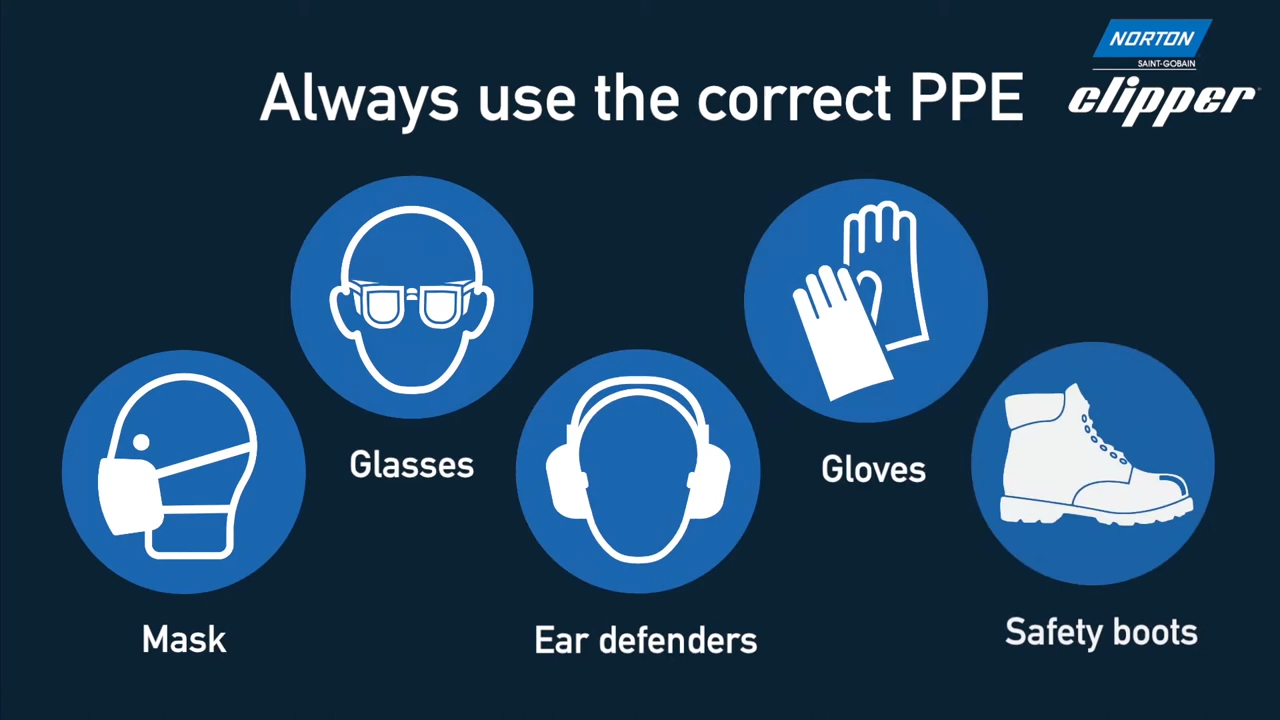 Always use the correct PPE
NORTON
SAINT-GOBAIN
clipper
Glasses
Gloves
Mask
Ear defenders
Safety boots